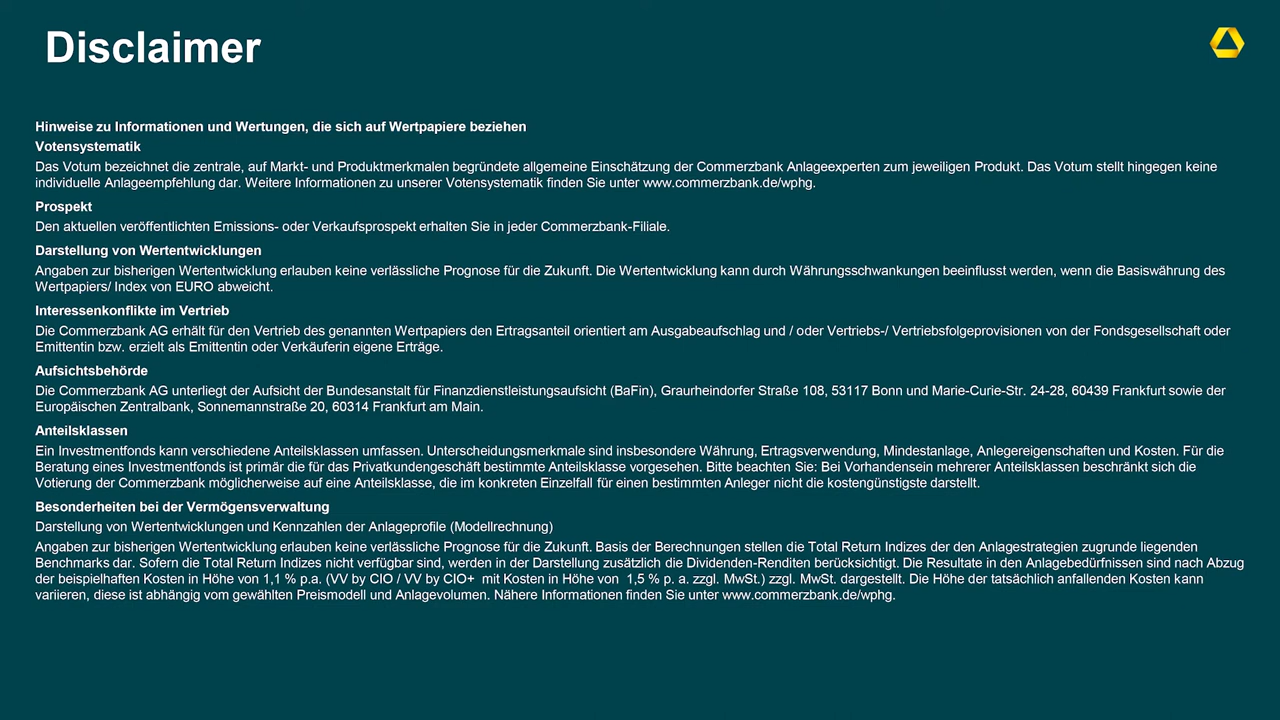 Disclaimer
Hinweise zu Informationen und Wertungen, die sich auf Wertpapiere beziehen
Votensystematik
Das Votum bezeichnet die zentrale, auf Markt- und Produktmerkmalen begründete allgemeine Einschätzung der Commerzbank Anlageexperten zum jeweiligen Produkt. Das Votum stellt hingegen keine
individuelle Anlageempfehlung dar. Weitere Informationen zu unserer Votensystematik finden Sie unter www.commerzbank.de/wphg.
Prospekt
Den aktuellen veröffentlichten Emissions- oder Verkaufsprospekt erhalten Sie in jeder Commerzbank-Filiale.
Darstellung von Wertentwicklungen
Angaben zur bisherigen Wertentwicklung erlauben keine verlässliche Prognose für die Zukunft. Die Wertentwicklung kann durch Währungsschwankungen beeinflusst werden, wenn die Basiswährung des
Wertpapiers/ Index von EURO abweicht.
Interessenkonflikte im Vertrieb
Die Commerzbank AG erhält für den Vertrieb des genannten Wertpapiers den Ertragsanteil orientiert am Ausgabeaufschlag und / oder Vertriebs-/ Vertriebsfolgeprovisionen von der Fondsgesellschaft oder
Emittentin bzw. erzielt als Emittentin oder Verkäuferin eigene Erträge.
Aufsichtsbehörde
Die Commerzbank AG unterliegt der Aufsicht der Bundesanstalt für Finanzdienstleistungsaufsicht (BaFin), Graurheindorfer Straße 108, 53117 Bonn und Marie-Curie-Str. 24-28, 60439 Frankfurt sowie der
Europäischen Zentralbank, Sonnemannstraße 20, 60314 Frankfurt am Main.
Anteilsklassen
Ein Investmentfonds kann verschiedene Anteilsklassen umfassen. Unterscheidungsmerkmale sind insbesondere Währung, Ertragsverwendung, Mindestanlage, Anlegereigenschaften und Kosten. Für die
Beratung eines Investmentfonds ist primär die für das Privatkundengeschäft bestimmte Anteilsklasse vorgesehen. Bitte beachten Sie: Bei Vorhandensein mehrerer Anteilsklassen beschränkt sich die
Votierung der Commerzbank möglicherweise auf eine Anteilsklasse, die im konkreten Einzelfall für einen bestimmten Anleger nicht die kostengünstigste darstellt.
Besonderheiten bei der Vermögensverwaltung
Darstellung von Wertentwicklungen und Kennzahlen der Anlageprofile (Modellrechnung)
Angaben zur bisherigen Wertentwicklung erlauben keine verlässliche Prognose für die Zukunft. Basis der Berechnungen stellen die Total Return Indizes der den Anlagestrategien zugrunde liegenden
Benchmarks dar. Sofern die Total Return Indizes nicht verfügbar sind, werden in der Darstellung zusätzlich die Dividenden-Renditen berücksichtigt. Die Resultate in den Anlagebedürfnissen sind nach Abzug
der beispielhaften Kosten in Höhe von 1,1 % p.a. (VV by CIO / VV by CIO+ mit Kosten in Höhe von 1,5 % p. a. zzgl. MwSt.) zzgl. MwSt. dargestellt. Die Höhe der tatsächlich anfallenden Kosten kann
variieren, diese ist abhängig vom gewählten Preismodell und Anlagevolumen. Nähere Informationen finden Sie unter www.commerzbank.de/wphg.